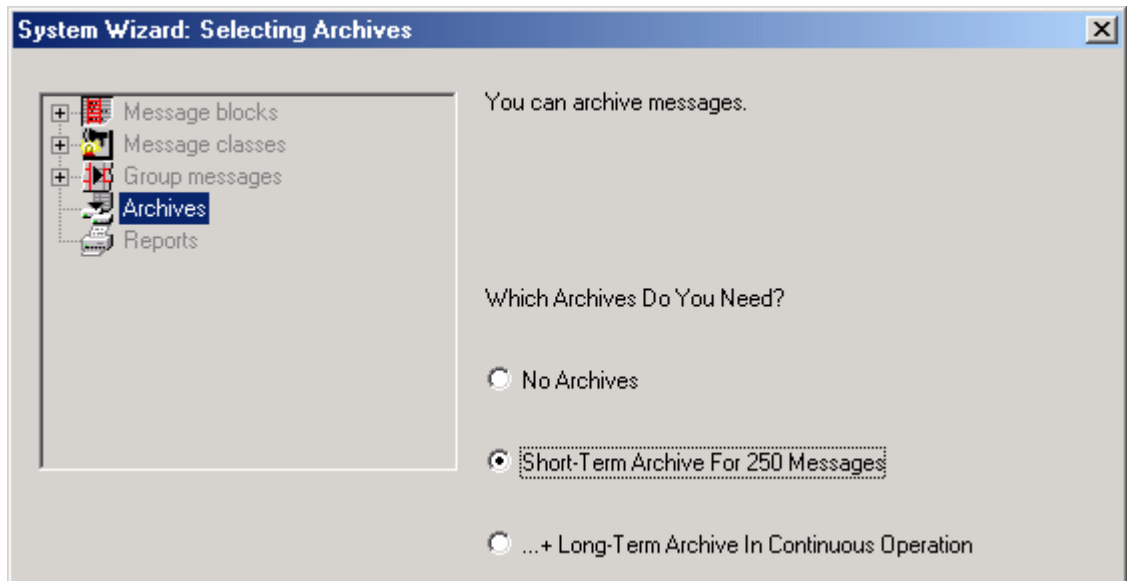 System Wizard: Selecting Archives
Message blocks
Message classes
Group messages
Archives
Reports
You can archive messages.
Which Archives Do You Need?
No Archives
Short-Term Archive For 250 Messages
...+ Long-Term Archive In Continuous Operation